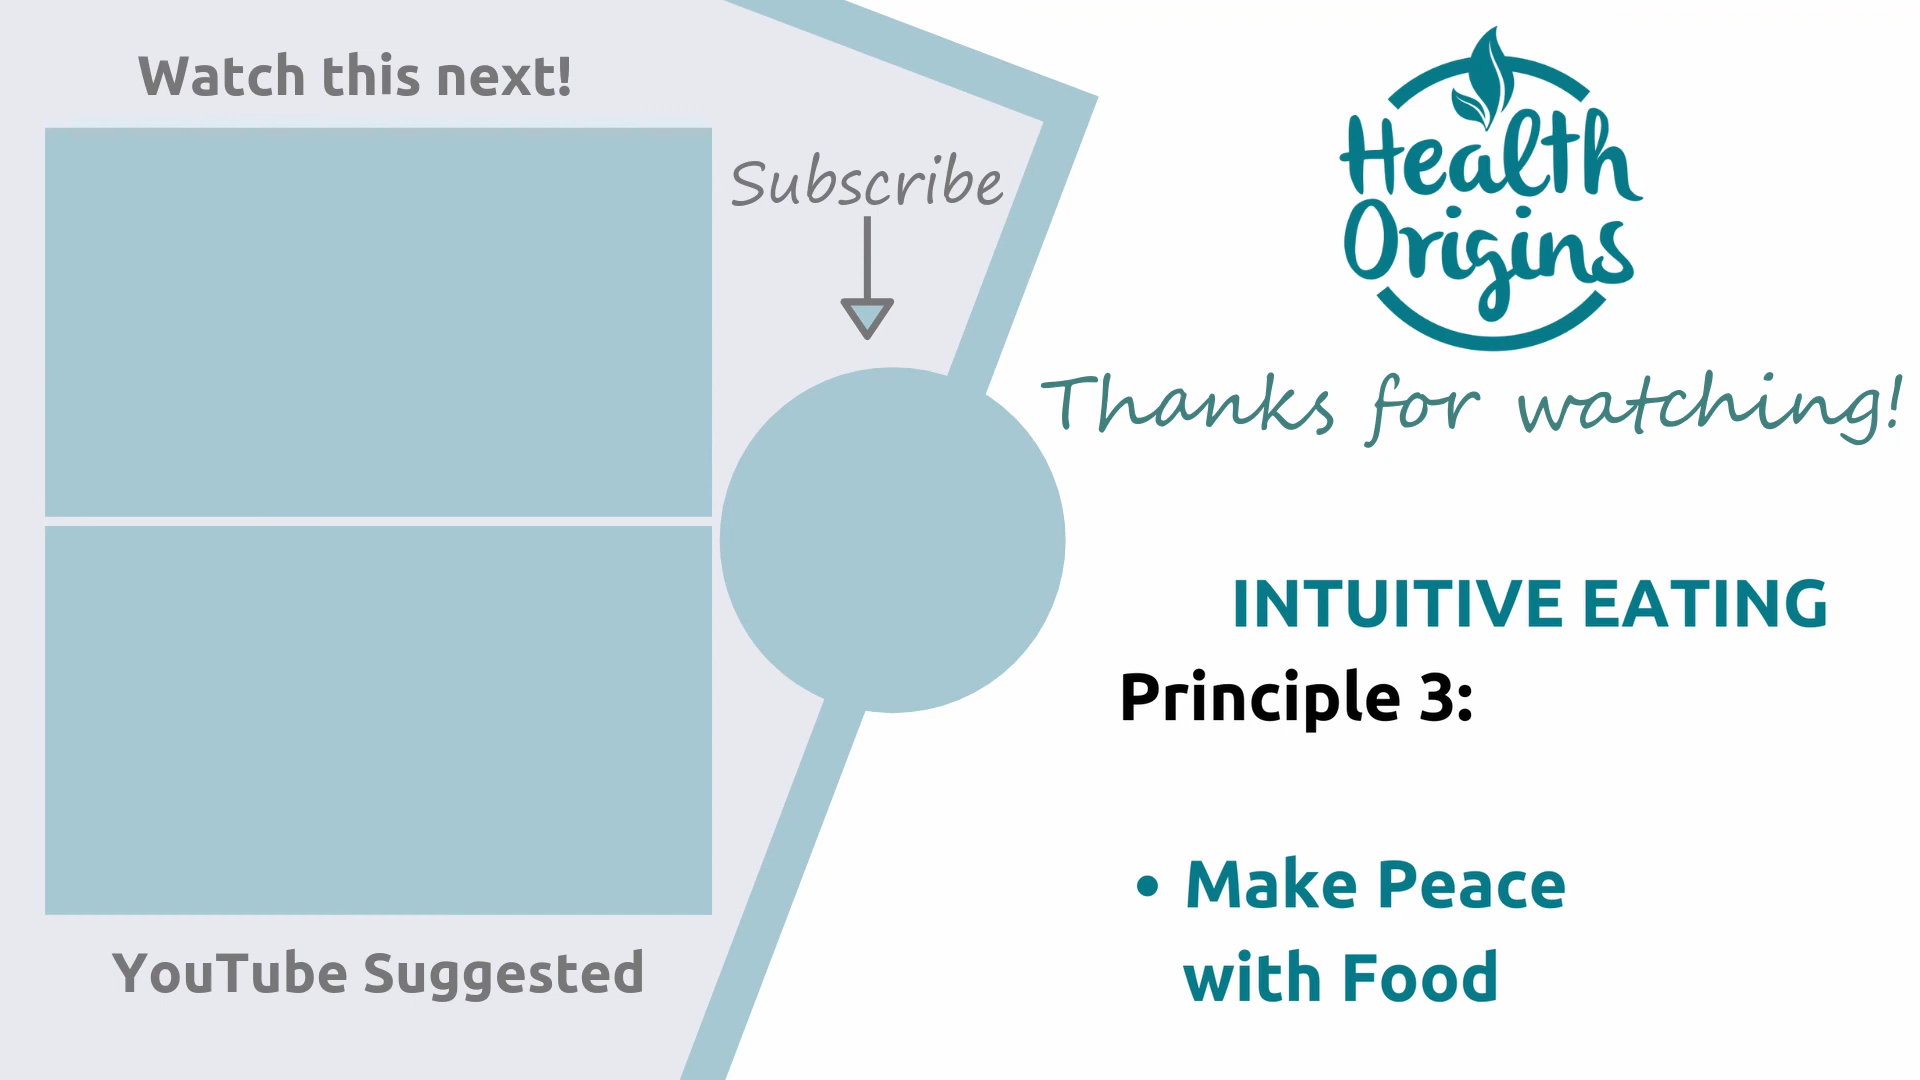 Watch this next!
Subscribe
YouTube Suggested
Health
Origins
Thanks for watching!
INTUITIVE EATING
Principle 3:
• Make Peace
with Food